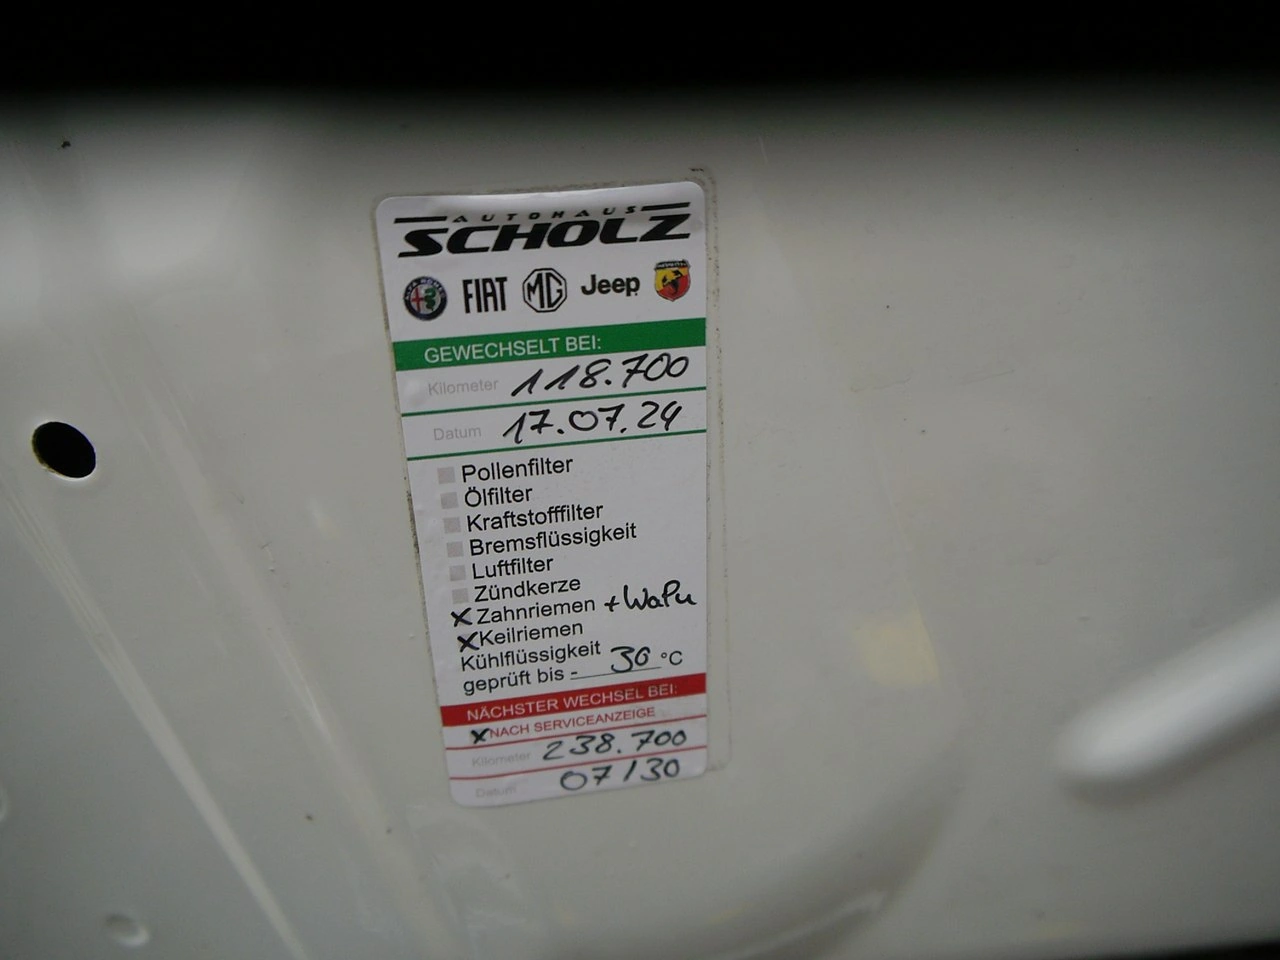 AUTOHAUS
SCHOLZ
FIAT MG Jeep
GEWECHSELT BEI:
Kilometer 118.700
Datum 17.07.24
Pollenfilter
Ölfilter
Kraftstofffilter
Bremsflüssigkeit
Luftfilter
Zündkerze
X Zahnriemen + WaPu
X Keilriemen
Kühlflüssigkeit
geprüft bis - 30 °C
NÄCHSTER WECHSEL BEI:
X NACH SERVICEANZEIGE
Kilometer 238.700
Datum 07/30